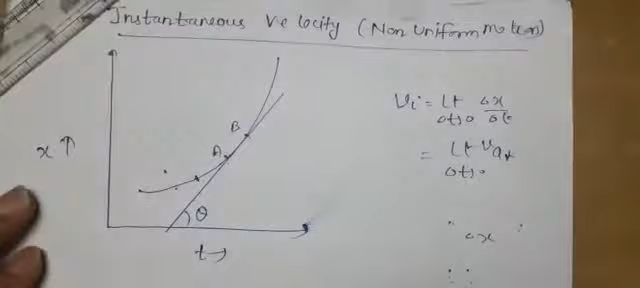 Instantaneous Velocity (Non uniform motion)
B
A
x↑
θ
t→
Vi = Lt Δx
Δt→0 Δt
= Lt Vav
Δt→0
Δx